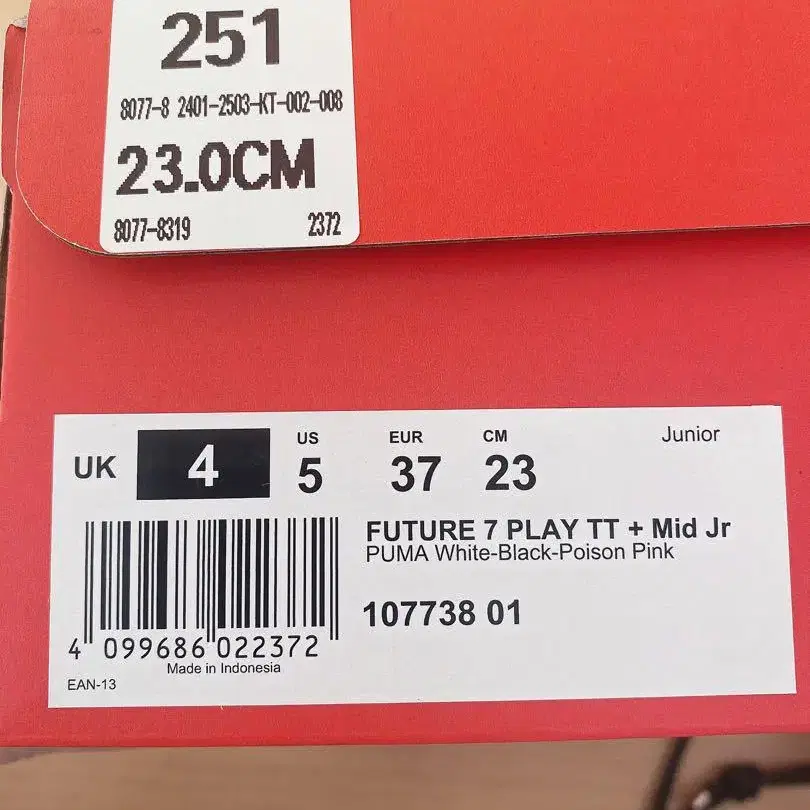 251
8077-8 2401-2503-KT-002-008
23.0CM
8077-8319 2372
UK 4 US 5 EUR 37 CM 23 Junior
FUTURE 7 PLAY TT + Mid Jr
PUMA White-Black-Poison Pink
107738 01
4 099686 022372
Made in Indonesia
EAN-13